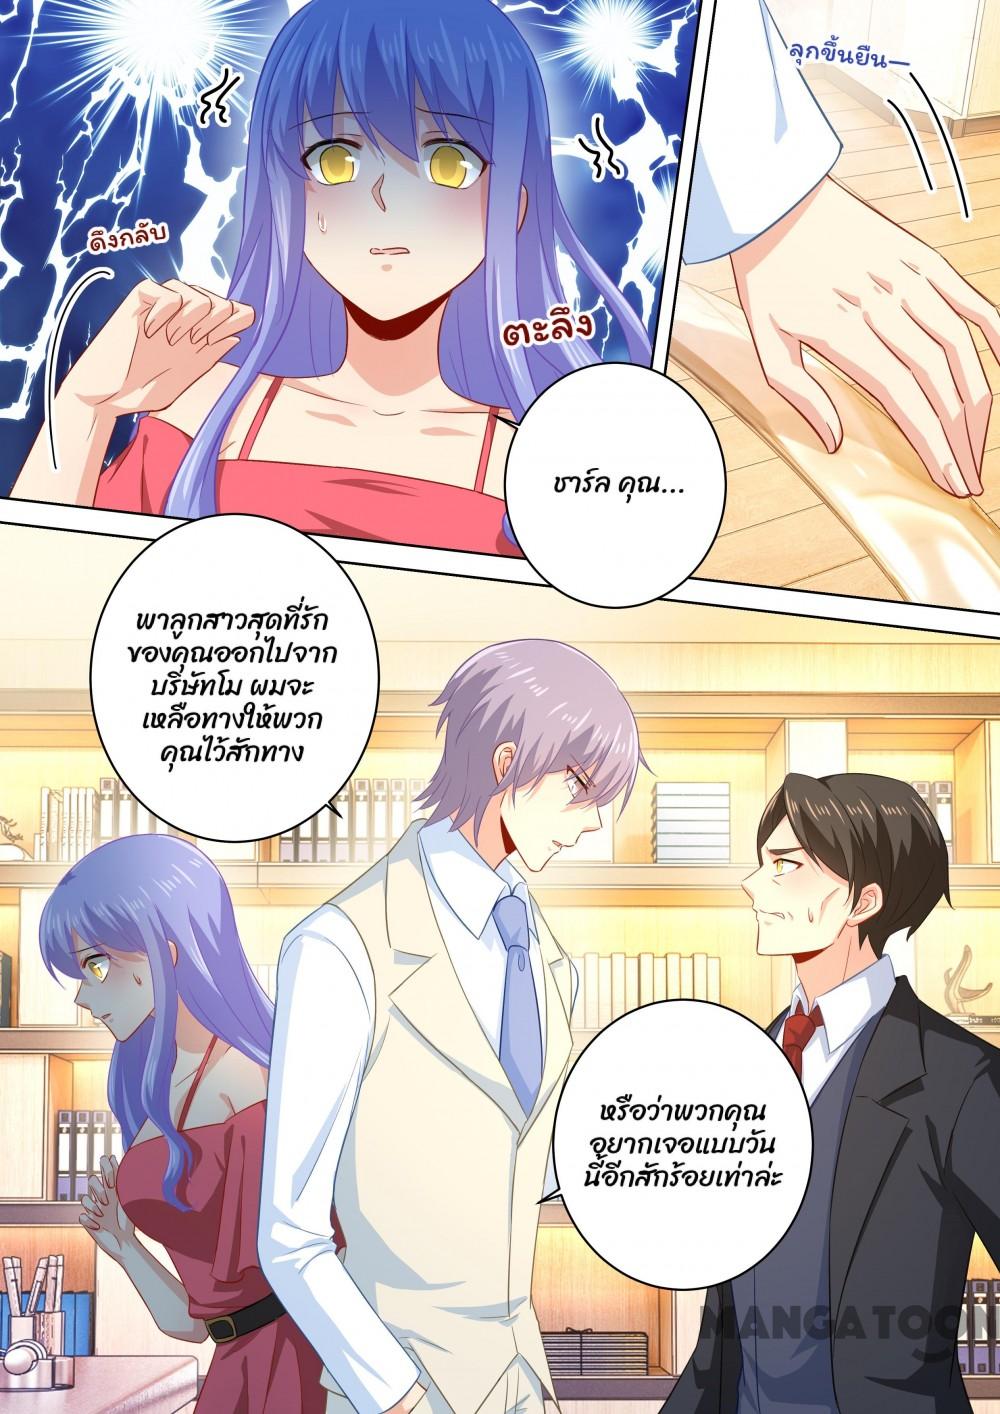 ดึงกลับ
ตะลึง
ลุกขึ้นยืน—
ชาร์ล คุณ...
พาลูกสาวสุดที่รัก
ของคุณออกไปจาก
บริษัทโม ผมจะ
เหลือทางให้พวก
คุณไว้สักทาง
หรือว่าพวกคุณ
อยากเจอแบบวัน
นี้อีกสักร้อยเท่าล่ะ
MANGATOON